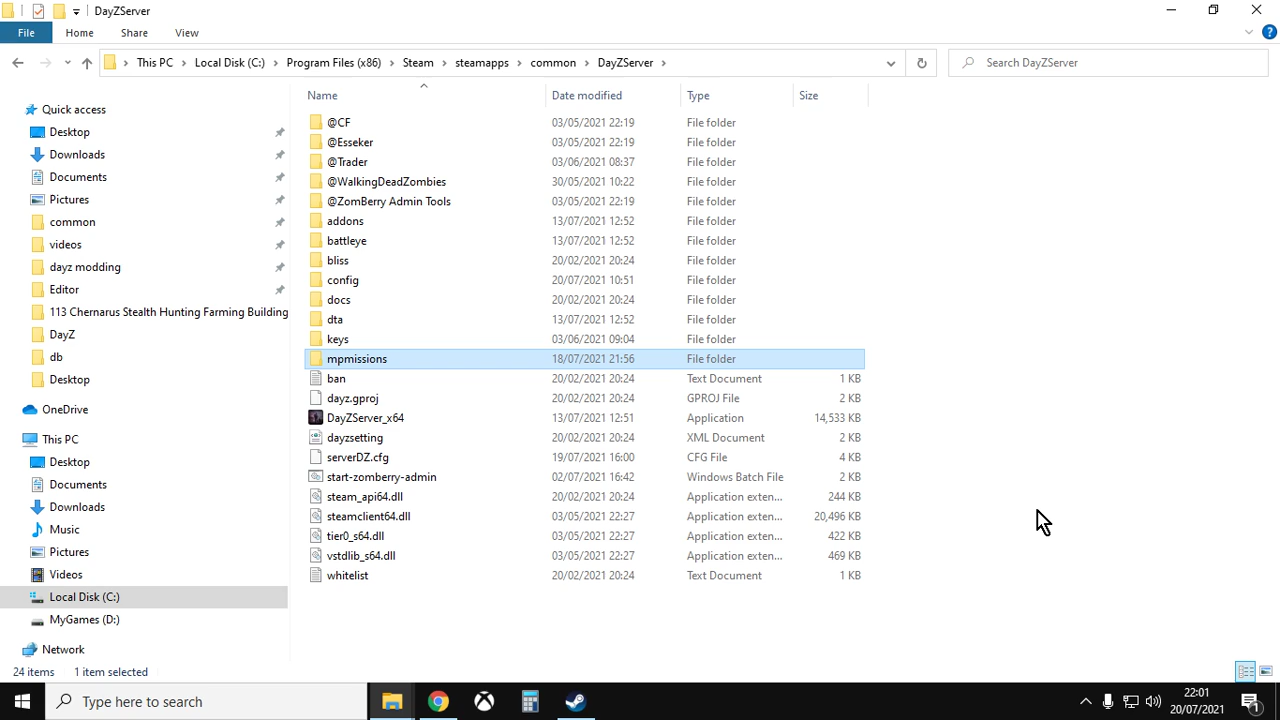 DayZServer
File Home Share View
This PC Local Disk (C:) Program Files (x86) Steam steamapps common DayZServer
Search DayZServer
Name Date modified Type Size
Quick access
Desktop
Downloads
Documents
Pictures
common
videos
dayz modding
Editor
113 Chernarus Stealth Hunting Farming Building
DayZ
db
Desktop
OneDrive
This PC
Desktop
Documents
Downloads
Music
Pictures
Videos
Local Disk (C:)
MyGames (D:)
Network
@CF 03/05/2021 22:19 File folder
@Esseker 03/05/2021 22:19 File folder
@Trader 03/06/2021 08:37 File folder
@WalkingDeadZombies 30/05/2021 10:22 File folder
@ZomBerry Admin Tools 03/05/2021 22:19 File folder
addons 13/07/2021 12:52 File folder
battleye 13/07/2021 12:52 File folder
bliss 20/02/2021 20:24 File folder
config 20/07/2021 10:51 File folder
docs 20/02/2021 20:24 File folder
dta 13/07/2021 12:52 File folder
keys 03/06/2021 09:04 File folder
mpmissions 18/07/2021 21:56 File folder
ban 20/02/2021 20:24 Text Document 1 KB
dayz.gproj 20/02/2021 20:24 GPROJ File 2 KB
DayZServer_x64 13/07/2021 12:51 Application 14,533 KB
dayzsetting 20/02/2021 20:24 XML Document 2 KB
serverDZ.cfg 19/07/2021 16:00 CFG File 4 KB
start-zomberry-admin 02/07/2021 16:42 Windows Batch File 2 KB
steam_api64.dll 20/02/2021 20:24 Application exten... 244 KB
steamclient64.dll 03/05/2021 22:27 Application exten... 20,496 KB
tier0_s64.dll 03/05/2021 22:27 Application exten... 422 KB
vstdlib_s64.dll 03/05/2021 22:27 Application exten... 469 KB
whitelist 20/02/2021 20:24 Text Document 1 KB
24 items 1 item selected
Type here to search
22:01
20/07/2021
1